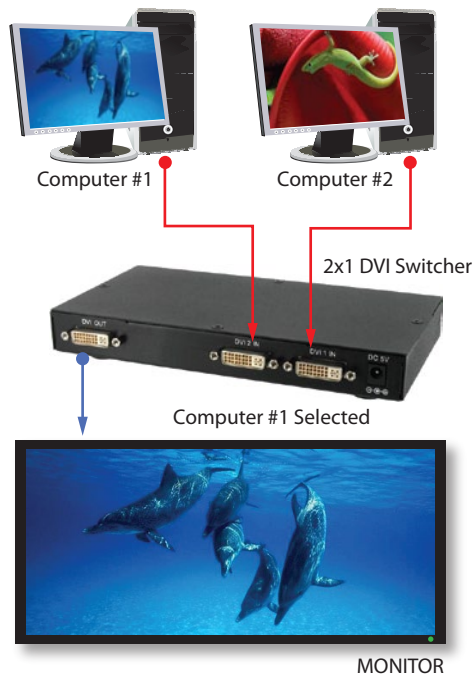 Computer #1
Computer #2
2x1 DVI Switcher
DVI OUT
DVI 2 IN
DVI 1 IN
DC 5V
Computer #1 Selected
MONITOR